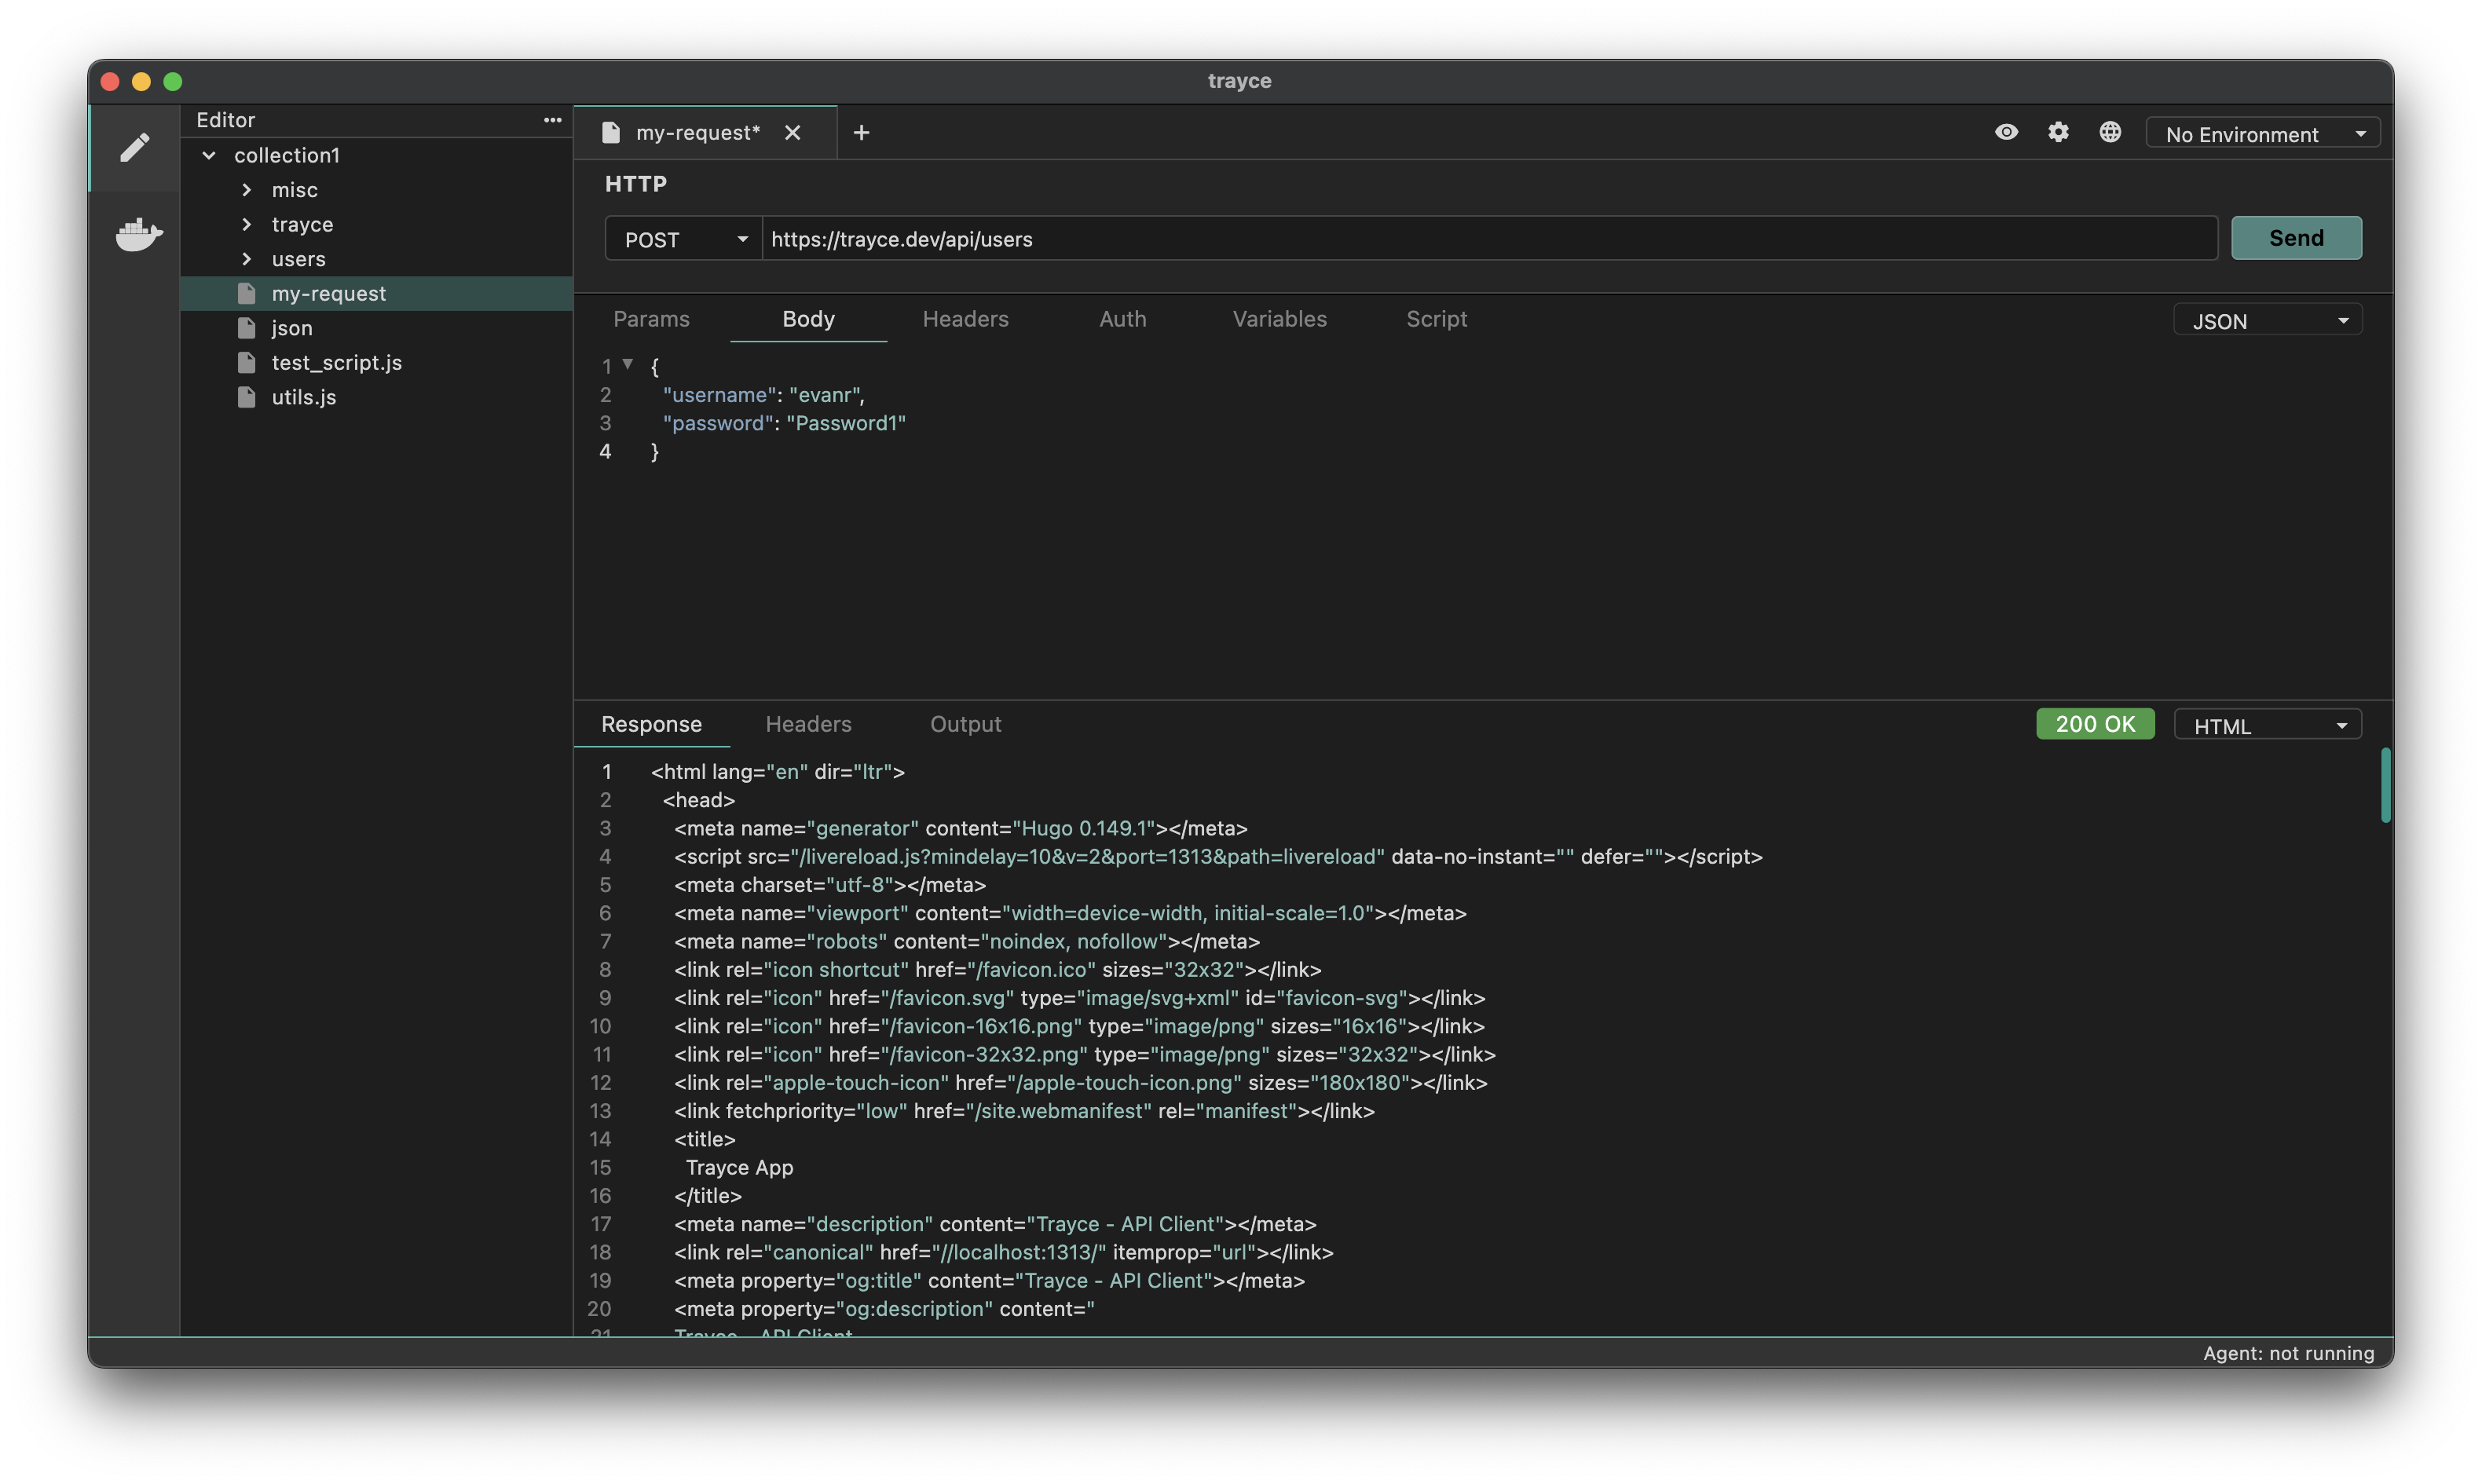 trayce
Editor
collection1
misc
trayce
users
my-request
json
test_script.js
utils.js
my-request*
No Environment
HTTP
POST
https://trayce.dev/api/users
Send
Params Body Headers Auth Variables Script
JSON
1 {
2 "username": "evanr",
3 "password": "Password1"
4 }
Response Headers Output
200 OK
HTML
1 <html lang="en" dir="ltr">
2 <head>
3 <meta name="generator" content="Hugo 0.149.1"></meta>
4 <script src="/livereload.js?mindelay=10&v=2&port=1313&path=livereload" data-no-instant="" defer=""></script>
5 <meta charset="utf-8"></meta>
6 <meta name="viewport" content="width=device-width, initial-scale=1.0"></meta>
7 <meta name="robots" content="noindex, nofollow"></meta>
8 <link rel="icon shortcut" href="/favicon.ico" sizes="32x32"></link>
9 <link rel="icon" href="/favicon.svg" type="image/svg+xml" id="favicon-svg"></link>
10 <link rel="icon" href="/favicon-16x16.png" type="image/png" sizes="16x16"></link>
11 <link rel="icon" href="/favicon-32x32.png" type="image/png" sizes="32x32"></link>
12 <link rel="apple-touch-icon" href="/apple-touch-icon.png" sizes="180x180"></link>
13 <link fetchpriority="low" href="/site.webmanifest" rel="manifest"></link>
14 <title>
15 Trayce App
16 </title>
17 <meta name="description" content="Trayce - API Client"></meta>
18 <link rel="canonical" href="//localhost:1313/" itemprop="url"></link>
19 <meta property="og:title" content="Trayce - API Client"></meta>
20 <meta property="og:description" content="
21 Trayce - API Client
Agent: not running